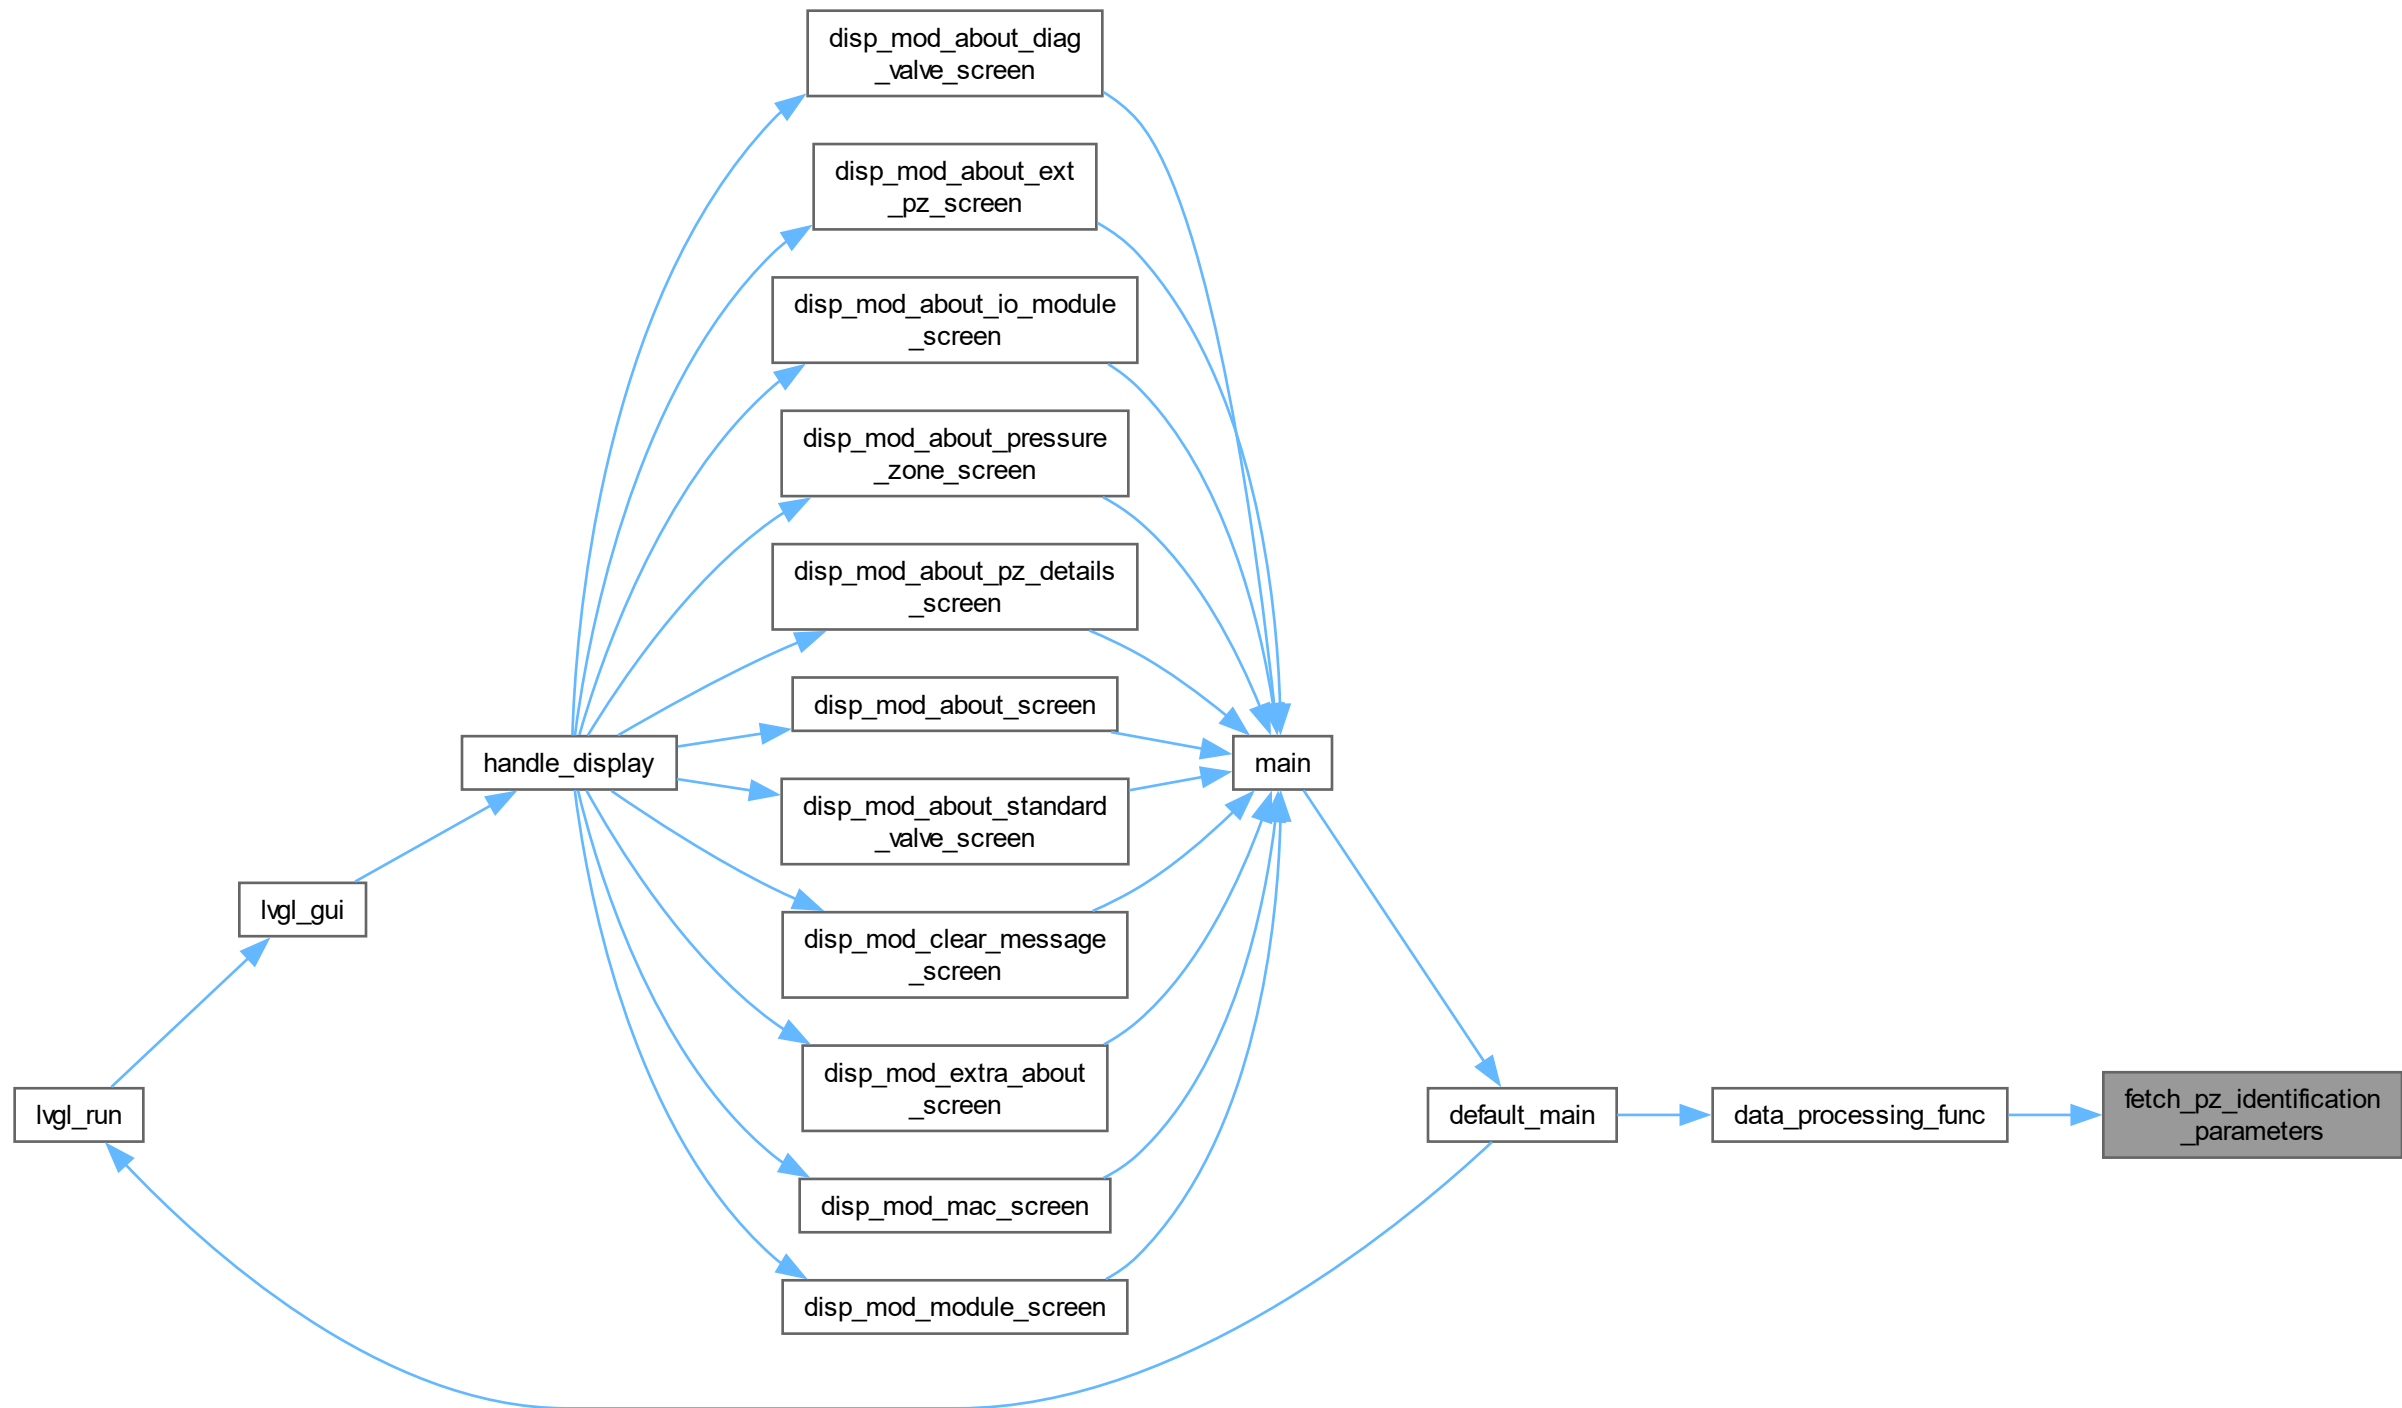 disp_mod_about_diag
_valve_screen
disp_mod_about_ext
_pz_screen
disp_mod_about_io_module
_screen
disp_mod_about_pressure
_zone_screen
disp_mod_about_pz_details
_screen
disp_mod_about_screen
handle_display
main
disp_mod_about_standard
_valve_screen
lvgl_gui
disp_mod_clear_message
_screen
disp_mod_extra_about
_screen
lvgl_run
default_main
data_processing_func
fetch_pz_identification
_parameters
disp_mod_mac_screen
disp_mod_module_screen